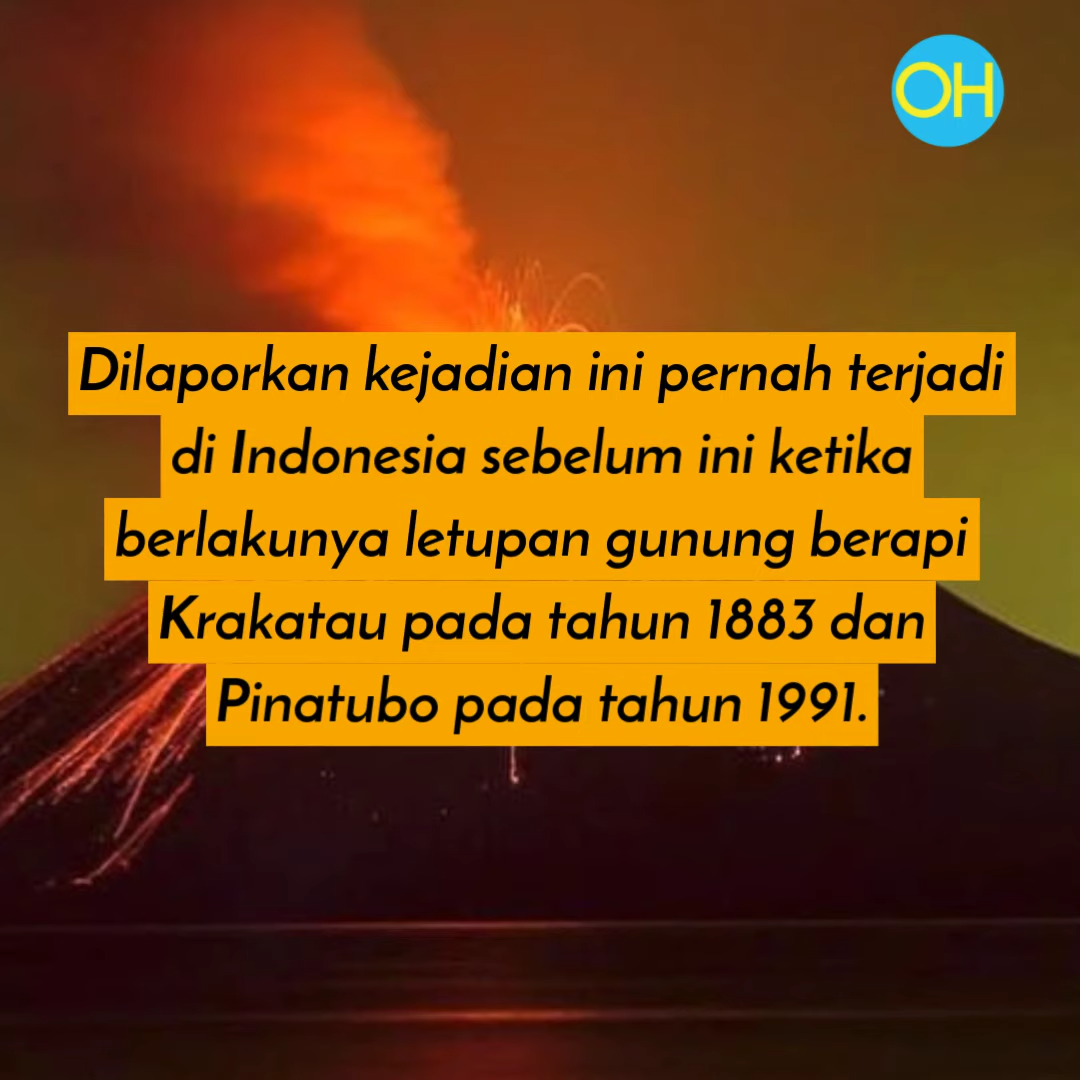 OH
Dilaporkan kejadian ini pernah terjadi
di Indonesia sebelum ini ketika
berlakunya letupan gunung berapi
Krakatau pada tahun 1883 dan
Pinatubo pada tahun 1991.